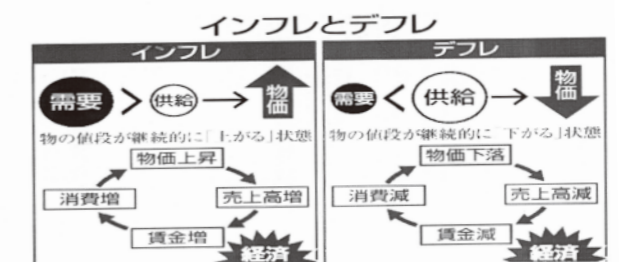 インフレとデフレ
インフレ
需要 > 供給 → 物価
物の値段が継続的に「上がる」状態
物価上昇
消費増
売上高増
賃金増
経済
デフレ
需要 < 供給 → 物価
物の値段が継続的に「下がる」状態
物価下落
消費減
売上高減
賃金減
経済